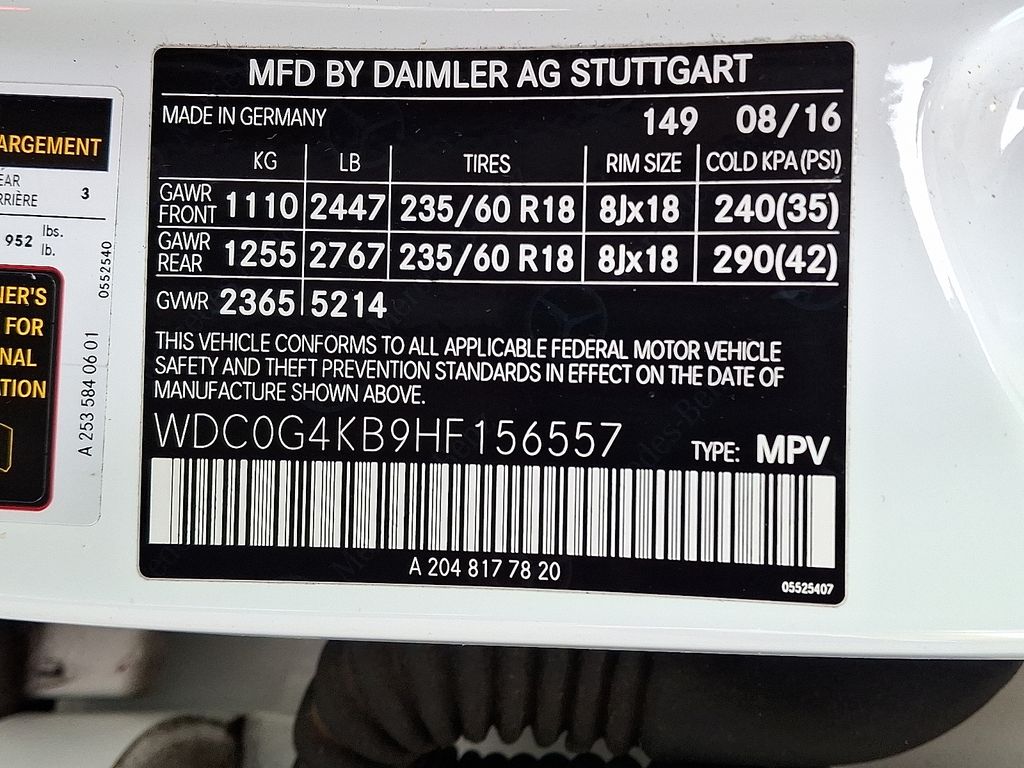 MFD BY DAIMLER AG STUTTGART
MADE IN GERMANY 149 08/16
KG LB TIRES RIM SIZE COLD KPA (PSI)
GAWR FRONT 1110 2447 235/60 R18 8Jx18 240(35)
GAWR REAR 1255 2767 235/60 R18 8Jx18 290(42)
GVWR 2365 5214
THIS VEHICLE CONFORMS TO ALL APPLICABLE FEDERAL MOTOR VEHICLE
SAFETY AND THEFT PREVENTION STANDARDS IN EFFECT ON THE DATE OF
MANUFACTURE SHOWN ABOVE.
WDC0G4KB9HF156557 TYPE: MPV
A 204 817 78 20
05525407
ARGEMENT
EAR
RRIÈRE 3
952 lbs.
lb.
NER'S
FOR
NAL
ATION
0552540
A 253 584 06 01